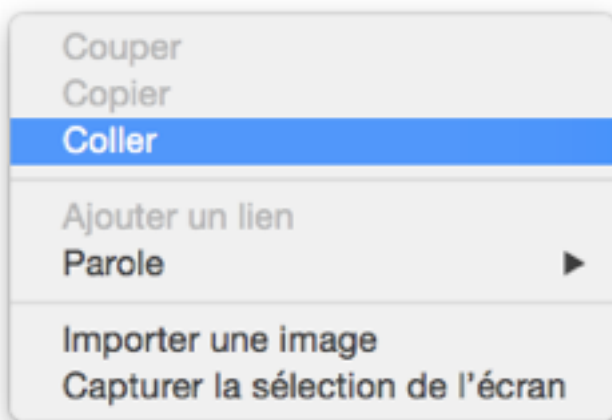 Couper
Copier
Coller
Ajouter un lien
Parole
Importer une image
Capturer la sélection de l'écran